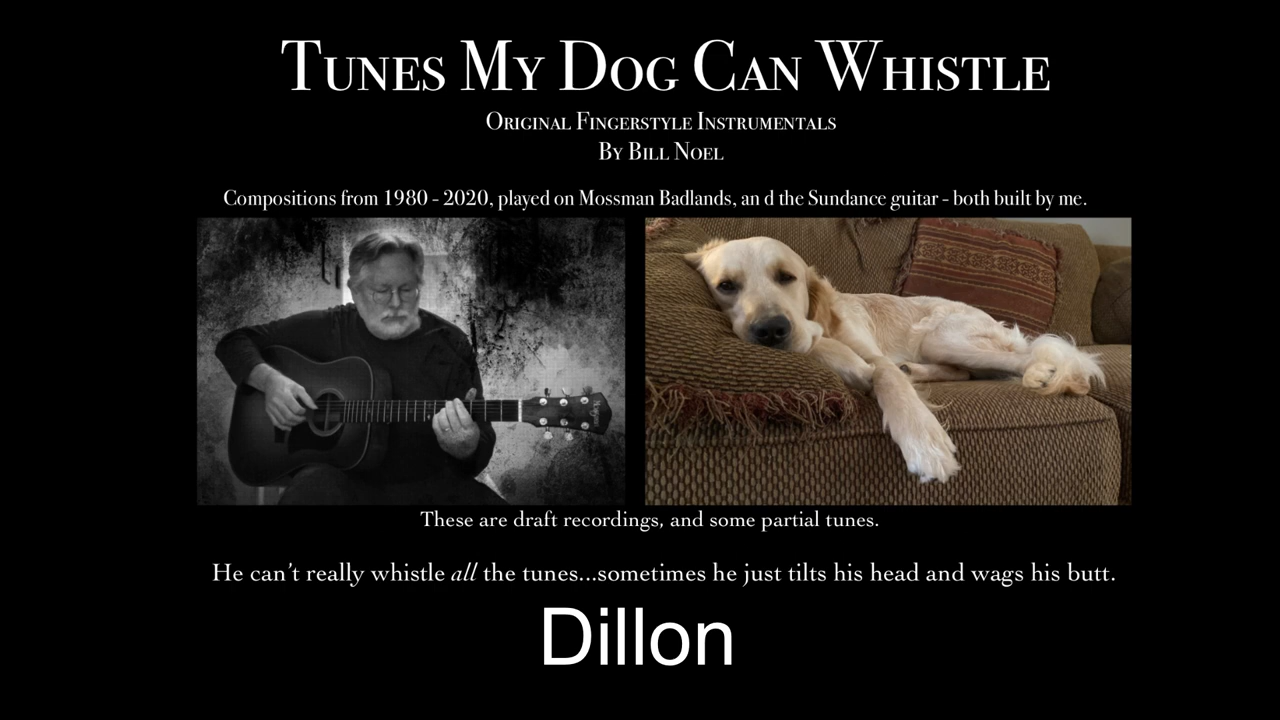 Tunes My Dog Can Whistle
Original Fingerstyle Instrumentals
By Bill Noel
Compositions from 1980 - 2020, played on Mossman Badlands, an d the Sundance guitar - both built by me.
These are draft recordings, and some partial tunes.
He can't really whistle all the tunes...sometimes he just tilts his head and wags his butt.
Dillon